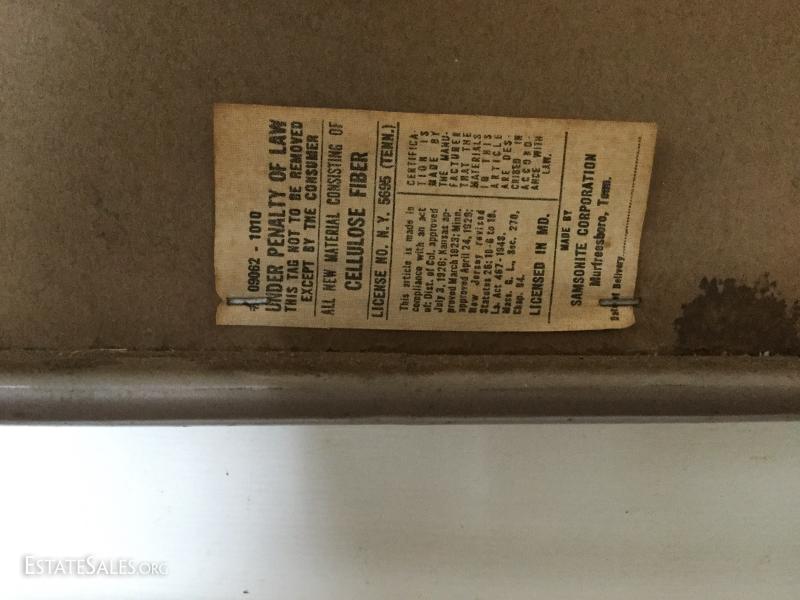 09062 - 1010
UNDER PENALTY OF LAW
THIS TAG NOT TO BE REMOVED
EXCEPT BY THE CONSUMER
ALL NEW MATERIAL CONSISTING OF
CELLULOSE FIBER
LICENSE NO. N. Y. 5695 (TENN.)
This article is made in
compliance with an act
of: Dist. of Col. approved
July 3, 1926; Kansas ap-
proved March 1923; Minn.
approved April 24, 1929;
New Jersey revised
Statutes 26: 10-6 to 18.
La. Act 467-1948.
Mass. G. L., Sec. 270,
Chap. 94.
LICENSED IN MD.
CERTIFICA-
TION IS
MADE BY
THE MANU-
FACTURER
THAT THE
MATERIALS
IN THIS
ARTICLE
ARE DES-
CRIBED IN
ACCORD-
ANCE WITH
LAW.
MADE BY
SAMSONITE CORPORATION
Murfreesboro, Tenn.
Delivery
ESTATESALES.ORG